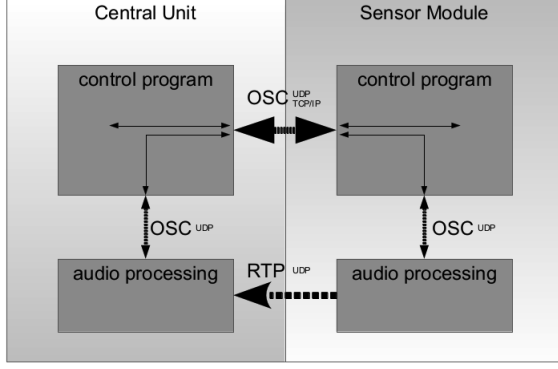 Central Unit
Sensor Module
control program
control program
OSC UDP TCP/IP
OSC UDP
OSC UDP
audio processing
RTP UDP
audio processing